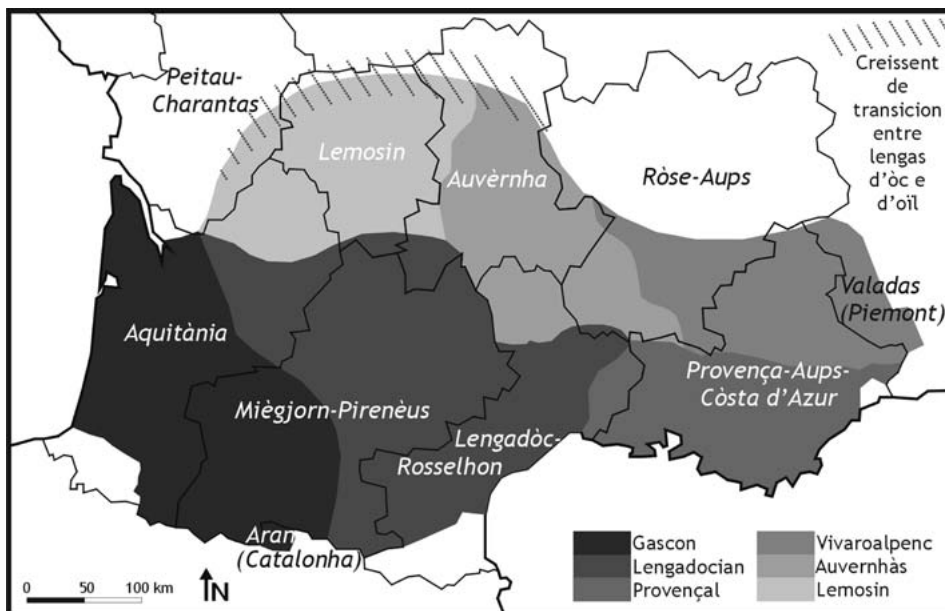 Peitau-
Charantas
Creissent
de
transicion
entre
lengas
d'òc e
d'oïl
Lemosin
Auvèrnha
Ròse-Aups
Valadas
(Piemont)
Aquitània
Provença-Aups-
Còsta d'Azur
Miègjorn-Pirenèus
Lengadòc-
Rosselhon
Aran
(Catalonha)
Gascon
Lengadocian
Provençal
Vivaroalpenc
Auvernhàs
Lemosin
0 50 100 km
N